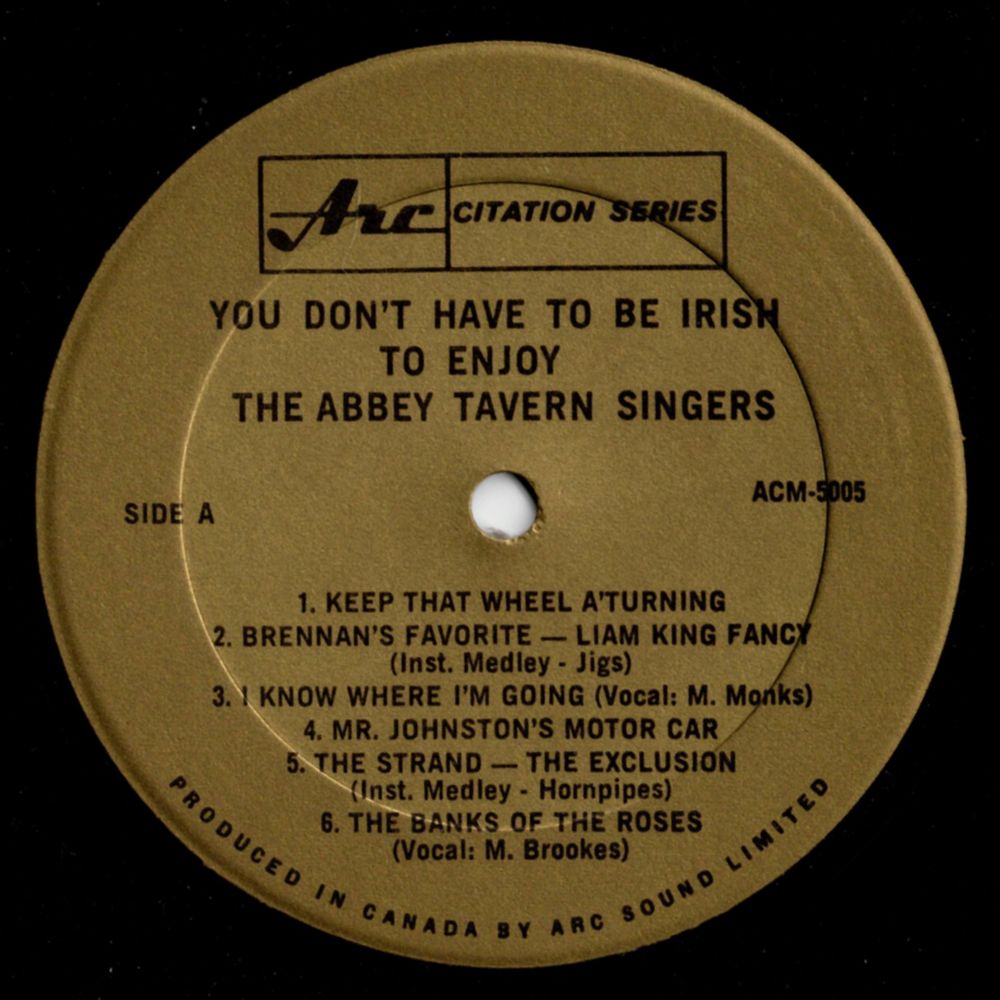 Arc CITATION SERIES
YOU DON'T HAVE TO BE IRISH
TO ENJOY
THE ABBEY TAVERN SINGERS
SIDE A
ACM-5005
1. KEEP THAT WHEEL A'TURNING
2. BRENNAN'S FAVORITE — LIAM KING FANCY
(Inst. Medley - Jigs)
3. I KNOW WHERE I'M GOING (Vocal: M. Monks)
4. MR. JOHNSTON'S MOTOR CAR
5. THE STRAND — THE EXCLUSION
(Inst. Medley - Hornpipes)
6. THE BANKS OF THE ROSES
(Vocal: M. Brookes)
PRODUCED IN CANADA BY ARC SOUND LIMITED